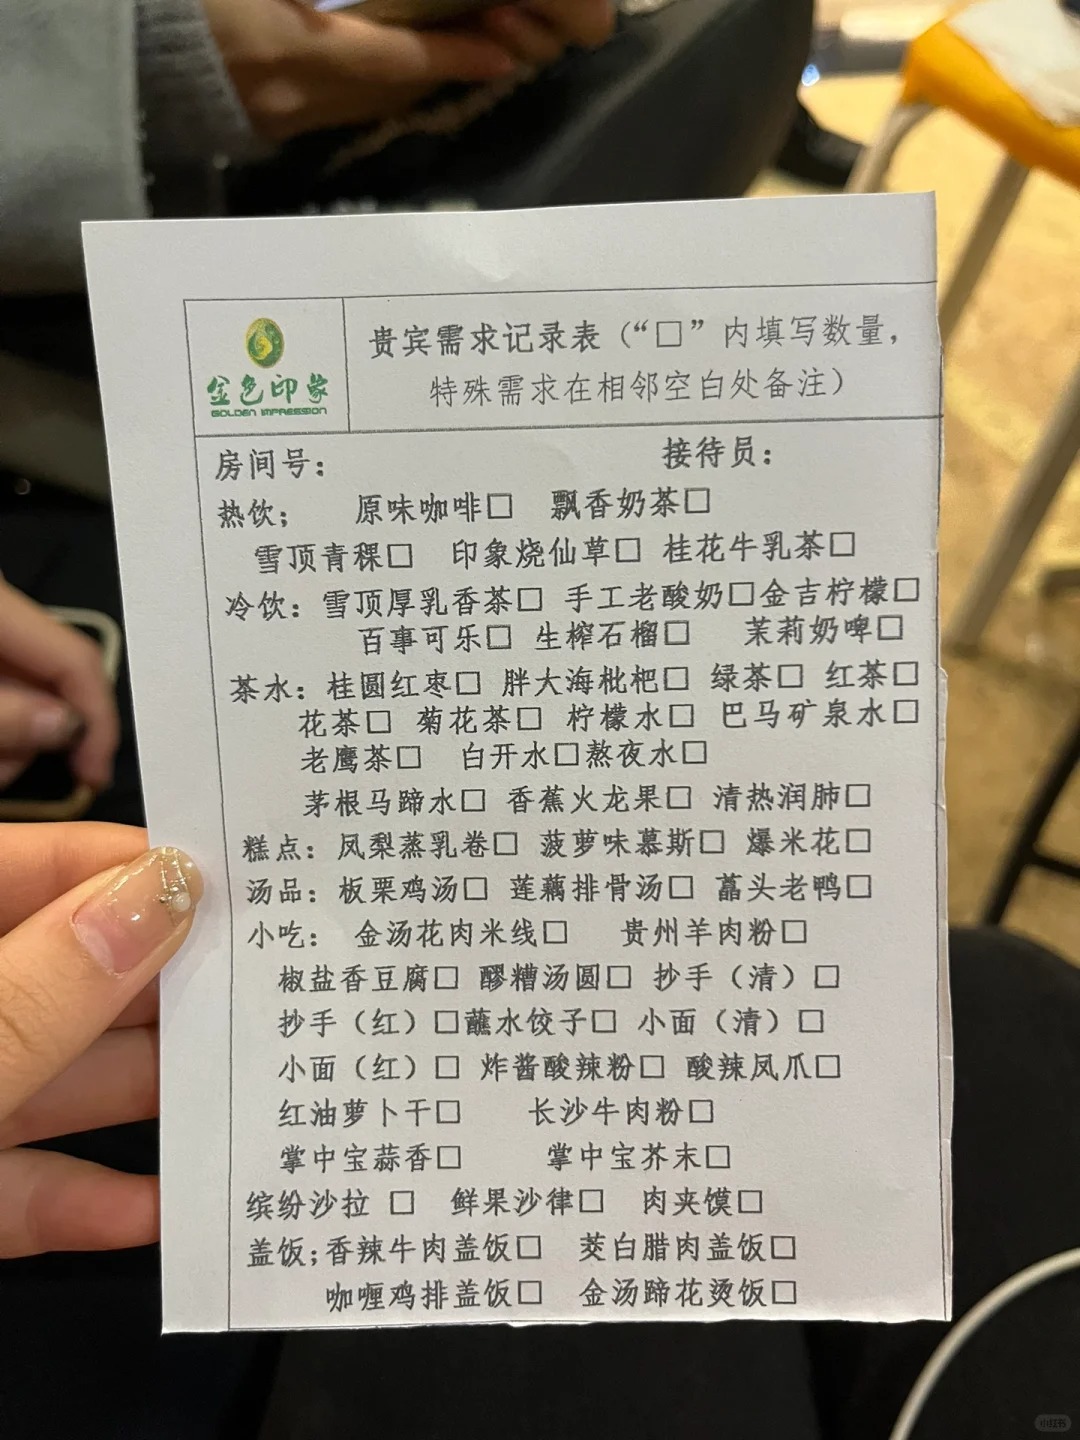 金色印象
GOLDEN IMPRESSION
贵宾需求记录表（“□”内填写数量，
特殊需求在相邻空白处备注）
房间号： 接待员：
热饮； 原味咖啡□ 飘香奶茶□
雪顶青稞□ 印象烧仙草□ 桂花牛乳茶□
冷饮：雪顶厚乳香茶□ 手工老酸奶□金吉柠檬□
百事可乐□ 生榨石榴□ 茉莉奶啤□
茶水：桂圆红枣□ 胖大海枇杷□ 绿茶□ 红茶□
花茶□ 菊花茶□ 柠檬水□ 巴马矿泉水□
老鹰茶□ 白开水□熬夜水□
茅根马蹄水□ 香蕉火龙果□ 清热润肺□
糕点：凤梨蒸乳卷□ 菠萝味慕斯□ 爆米花□
汤品：板栗鸡汤□ 莲藕排骨汤□ 藠头老鸭□
小吃： 金汤花肉米线□ 贵州羊肉粉□
椒盐香豆腐□ 醪糟汤圆□ 抄手（清）□
抄手（红）□蘸水饺子□ 小面（清）□
小面（红）□ 炸酱酸辣粉□ 酸辣凤爪□
红油萝卜干□ 长沙牛肉粉□
掌中宝蒜香□ 掌中宝芥末□
缤纷沙拉 □ 鲜果沙律□ 肉夹馍□
盖饭；香辣牛肉盖饭□ 茭白腊肉盖饭□
咖喱鸡排盖饭□ 金汤蹄花烫饭□
小红书